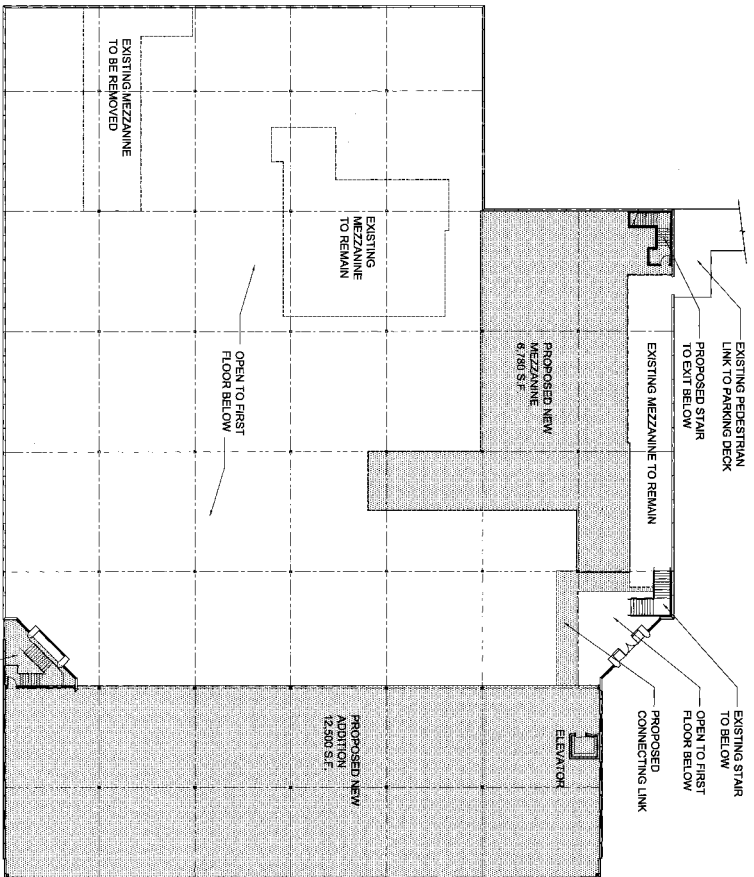 EXISTING MEZZANINE
TO BE REMOVED
EXISTING
MEZZANINE
TO REMAIN
OPEN TO FIRST
FLOOR BELOW
EXISTING PEDESTRIAN
LINK TO PARKING DECK
PROPOSED STAIR
TO EXIT BELOW
EXISTING MEZZANINE TO REMAIN
PROPOSED NEW
MEZZANINE
6,780 S.F.
EXISTING STAIR
TO BELOW
OPEN TO FIRST
FLOOR BELOW
PROPOSED
CONNECTING LINK
ELEVATOR
PROPOSED NEW
ADDITION
12,500 S.F.